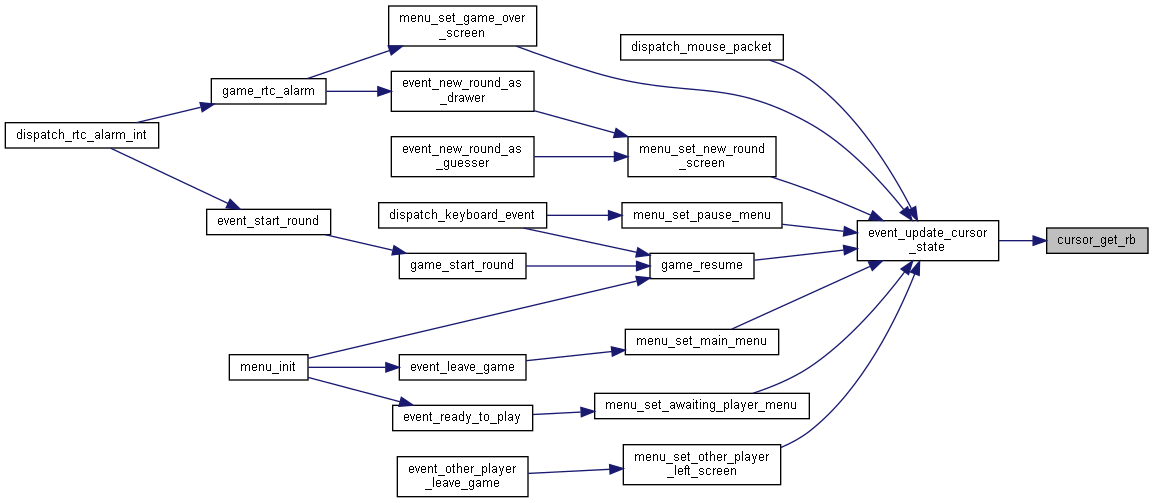 menu_set_game_over
_screen
dispatch_mouse_packet
game_rtc_alarm
event_new_round_as
_drawer
dispatch_rtc_alarm_int
event_new_round_as
_guesser
menu_set_new_round
_screen
event_start_round
dispatch_keyboard_event
menu_set_pause_menu
event_update_cursor
_state
cursor_get_rb
game_start_round
game_resume
menu_init
event_leave_game
menu_set_main_menu
event_ready_to_play
menu_set_awaiting_player_menu
event_other_player
_leave_game
menu_set_other_player
_left_screen